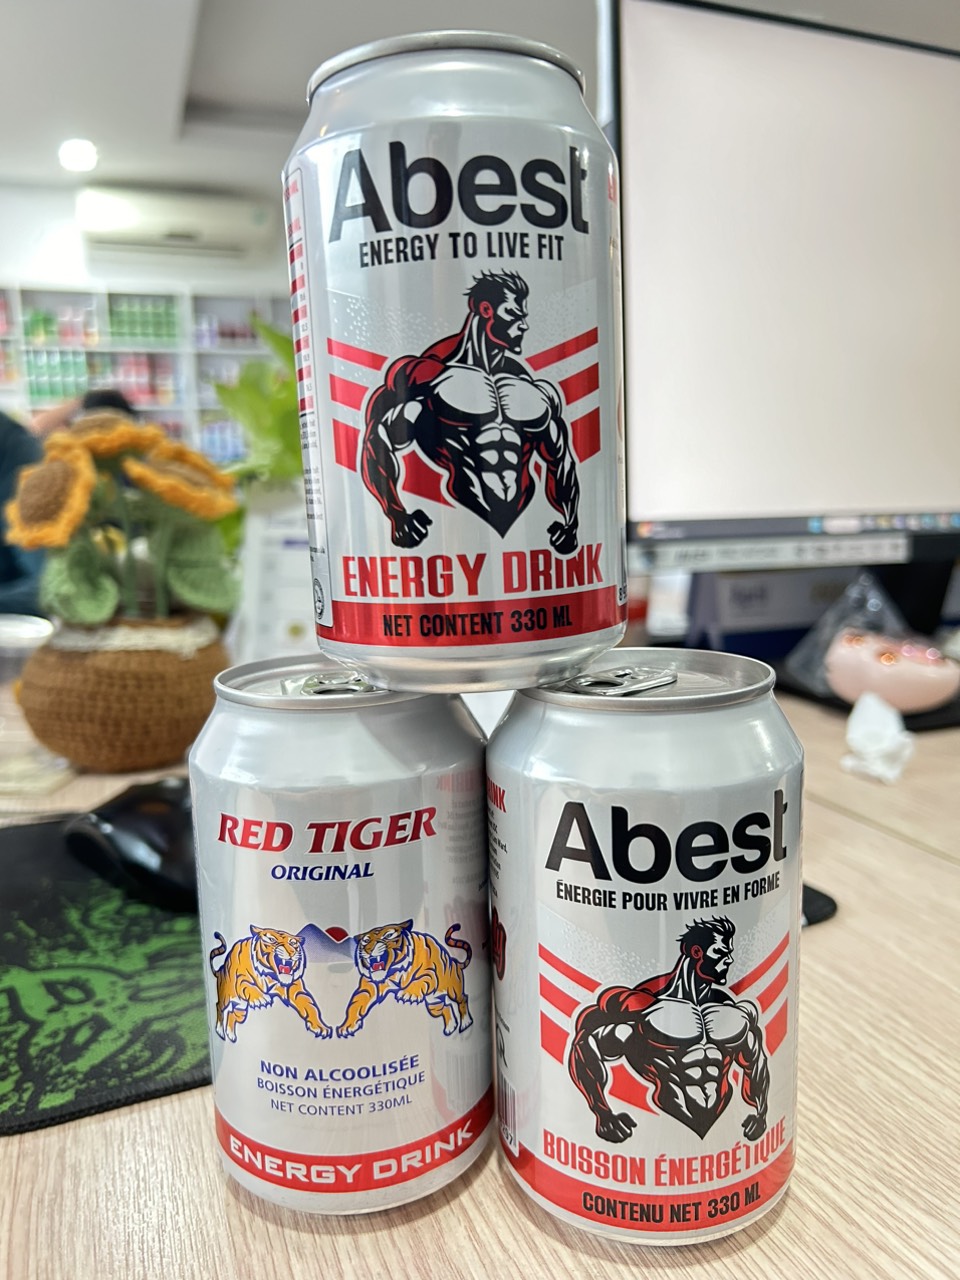 Abest
ENERGY TO LIVE FIT
ENERGY DRINK
NET CONTENT 330 ML
RED TIGER
ORIGINAL
NON ALCOOLISÉE
BOISSON ÉNERGÉTIQUE
NET CONTENT 330ML
ENERGY DRINK
Abest
ÉNERGIE POUR VIVRE EN FORME
BOISSON ÉNERGÉTIQUE
CONTENU NET 330 ML